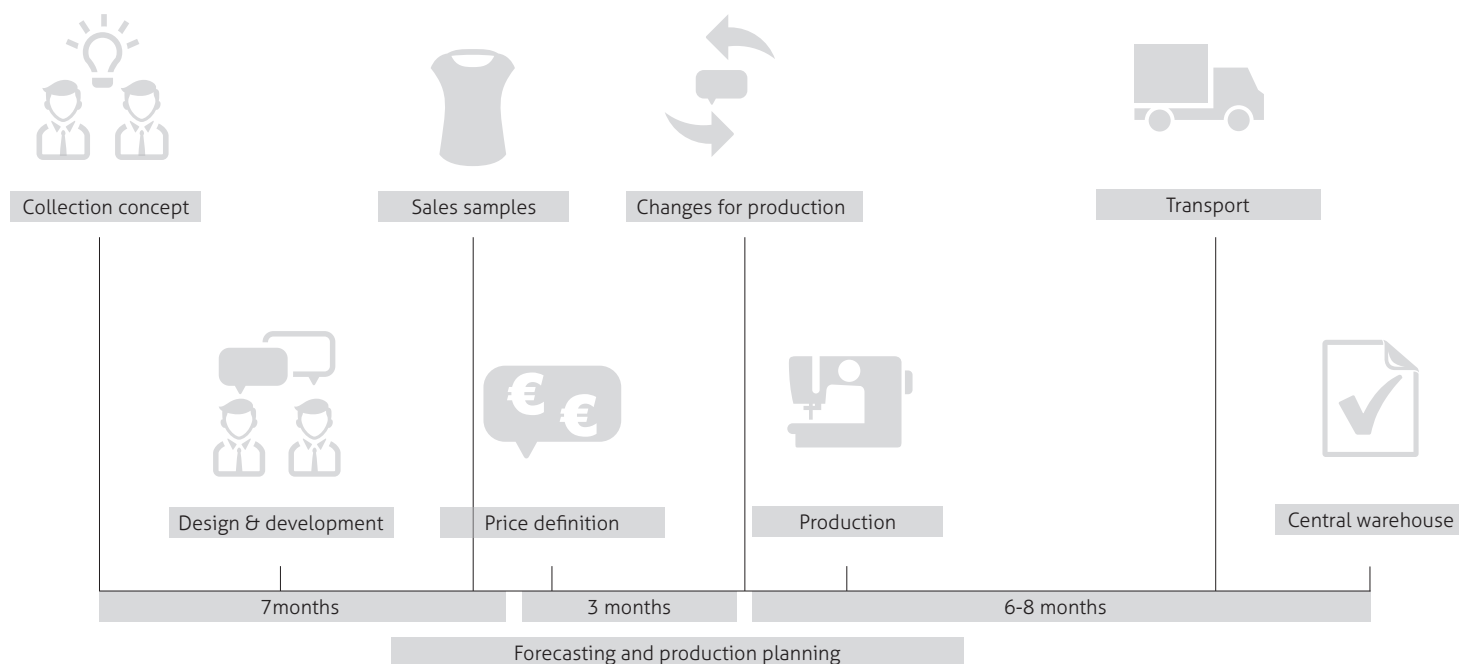 Collection concept
Sales samples
Changes for production
Transport
€
€
Design & development
Price definition
Production
Central warehouse
7months
3 months
6-8 months
Forecasting and production planning